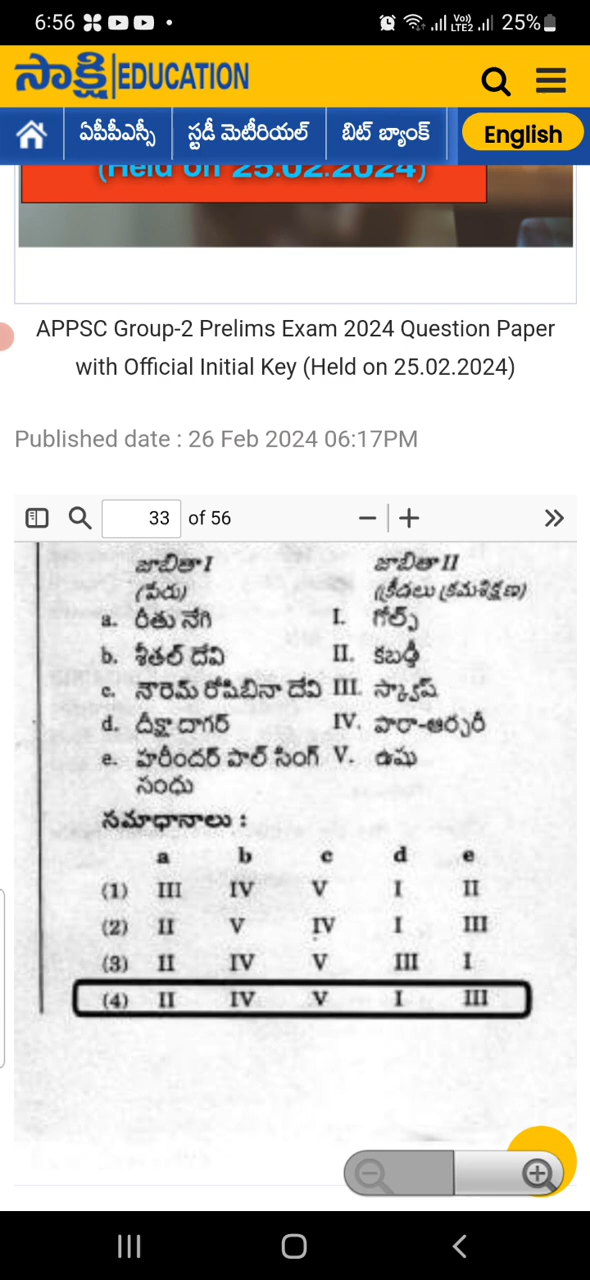 6:56 Vo) LTE2 25%
సాక్షి EDUCATION
ఏపీపీఎస్సీ స్టడీ మెటీరియల్ బిట్ బ్యాంక్ English
(Held on 25.02.2024)
APPSC Group-2 Prelims Exam 2024 Question Paper
with Official Initial Key (Held on 25.02.2024)
Published date : 26 Feb 2024 06:17PM
33 of 56
జాబితా I జాబితా II
(పేరు) (క్రీడలు క్రమశిక్షణ)
a. రీతు నేగి I. గోల్ఫ్
b. శీతల్ దేవి II. కబడ్డీ
c. నౌరెమ్ రోషిబినా దేవి III. స్క్వాష్
d. దీక్షా దాగర్ IV. పారా-ఆర్చరీ
e. హరీందర్ పాల్ సింగ్ V. ఉషు
సంధు
సమాధానాలు :
a b c d e
(1) III IV V I II
(2) II V IV I III
(3) II IV V III I
(4) II IV V I III